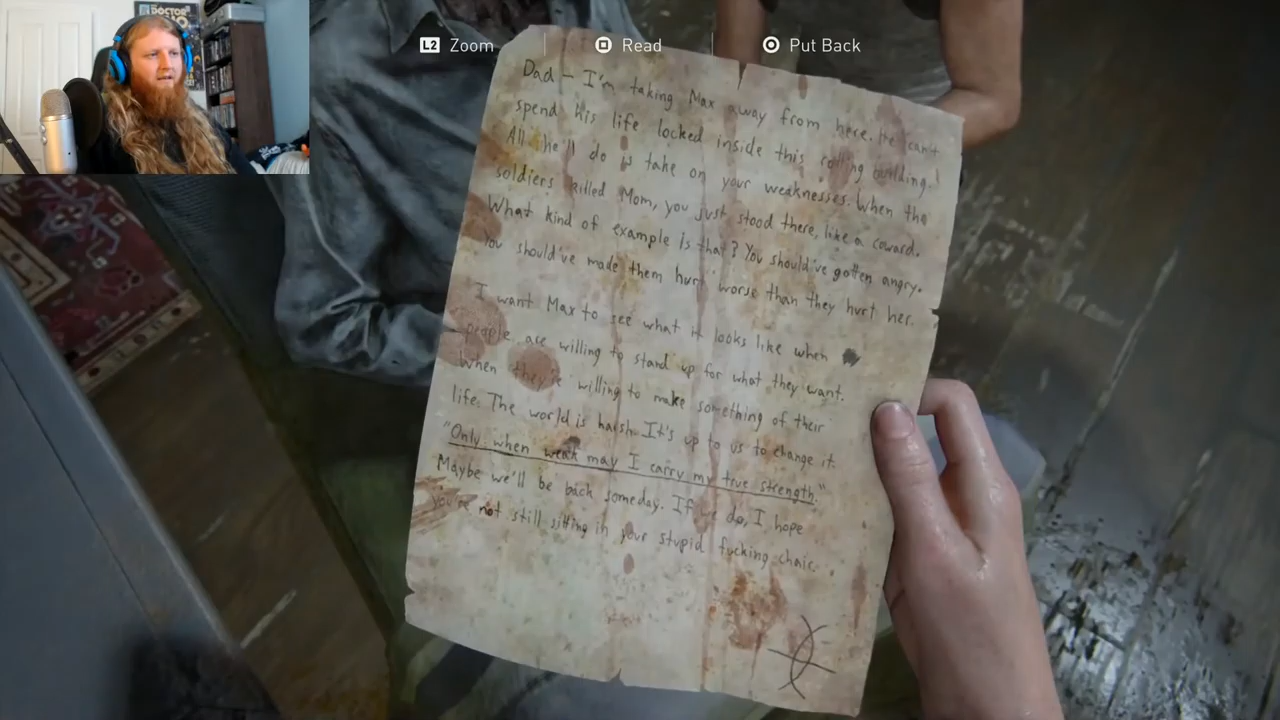 DOCTOR
L2 Zoom
Read
Put Back
Dad - I'm taking Max away from here. He can't
spend his life locked inside this rotting building.
All he'll do is take on your weaknesses. When the
soldiers killed Mom, you just stood there, like a coward.
What kind of example is that? You should've gotten angry.
You should've made them hurt worse than they hurt her.
I want Max to see what it looks like when
people are willing to stand up for what they want.
When they're willing to make something of their
life. The world is harsh. It's up to us to change it.
"Only when weak may I carry my true strength."
Maybe we'll be back someday. If we do, I hope
you're not still sitting in your stupid fucking chair.